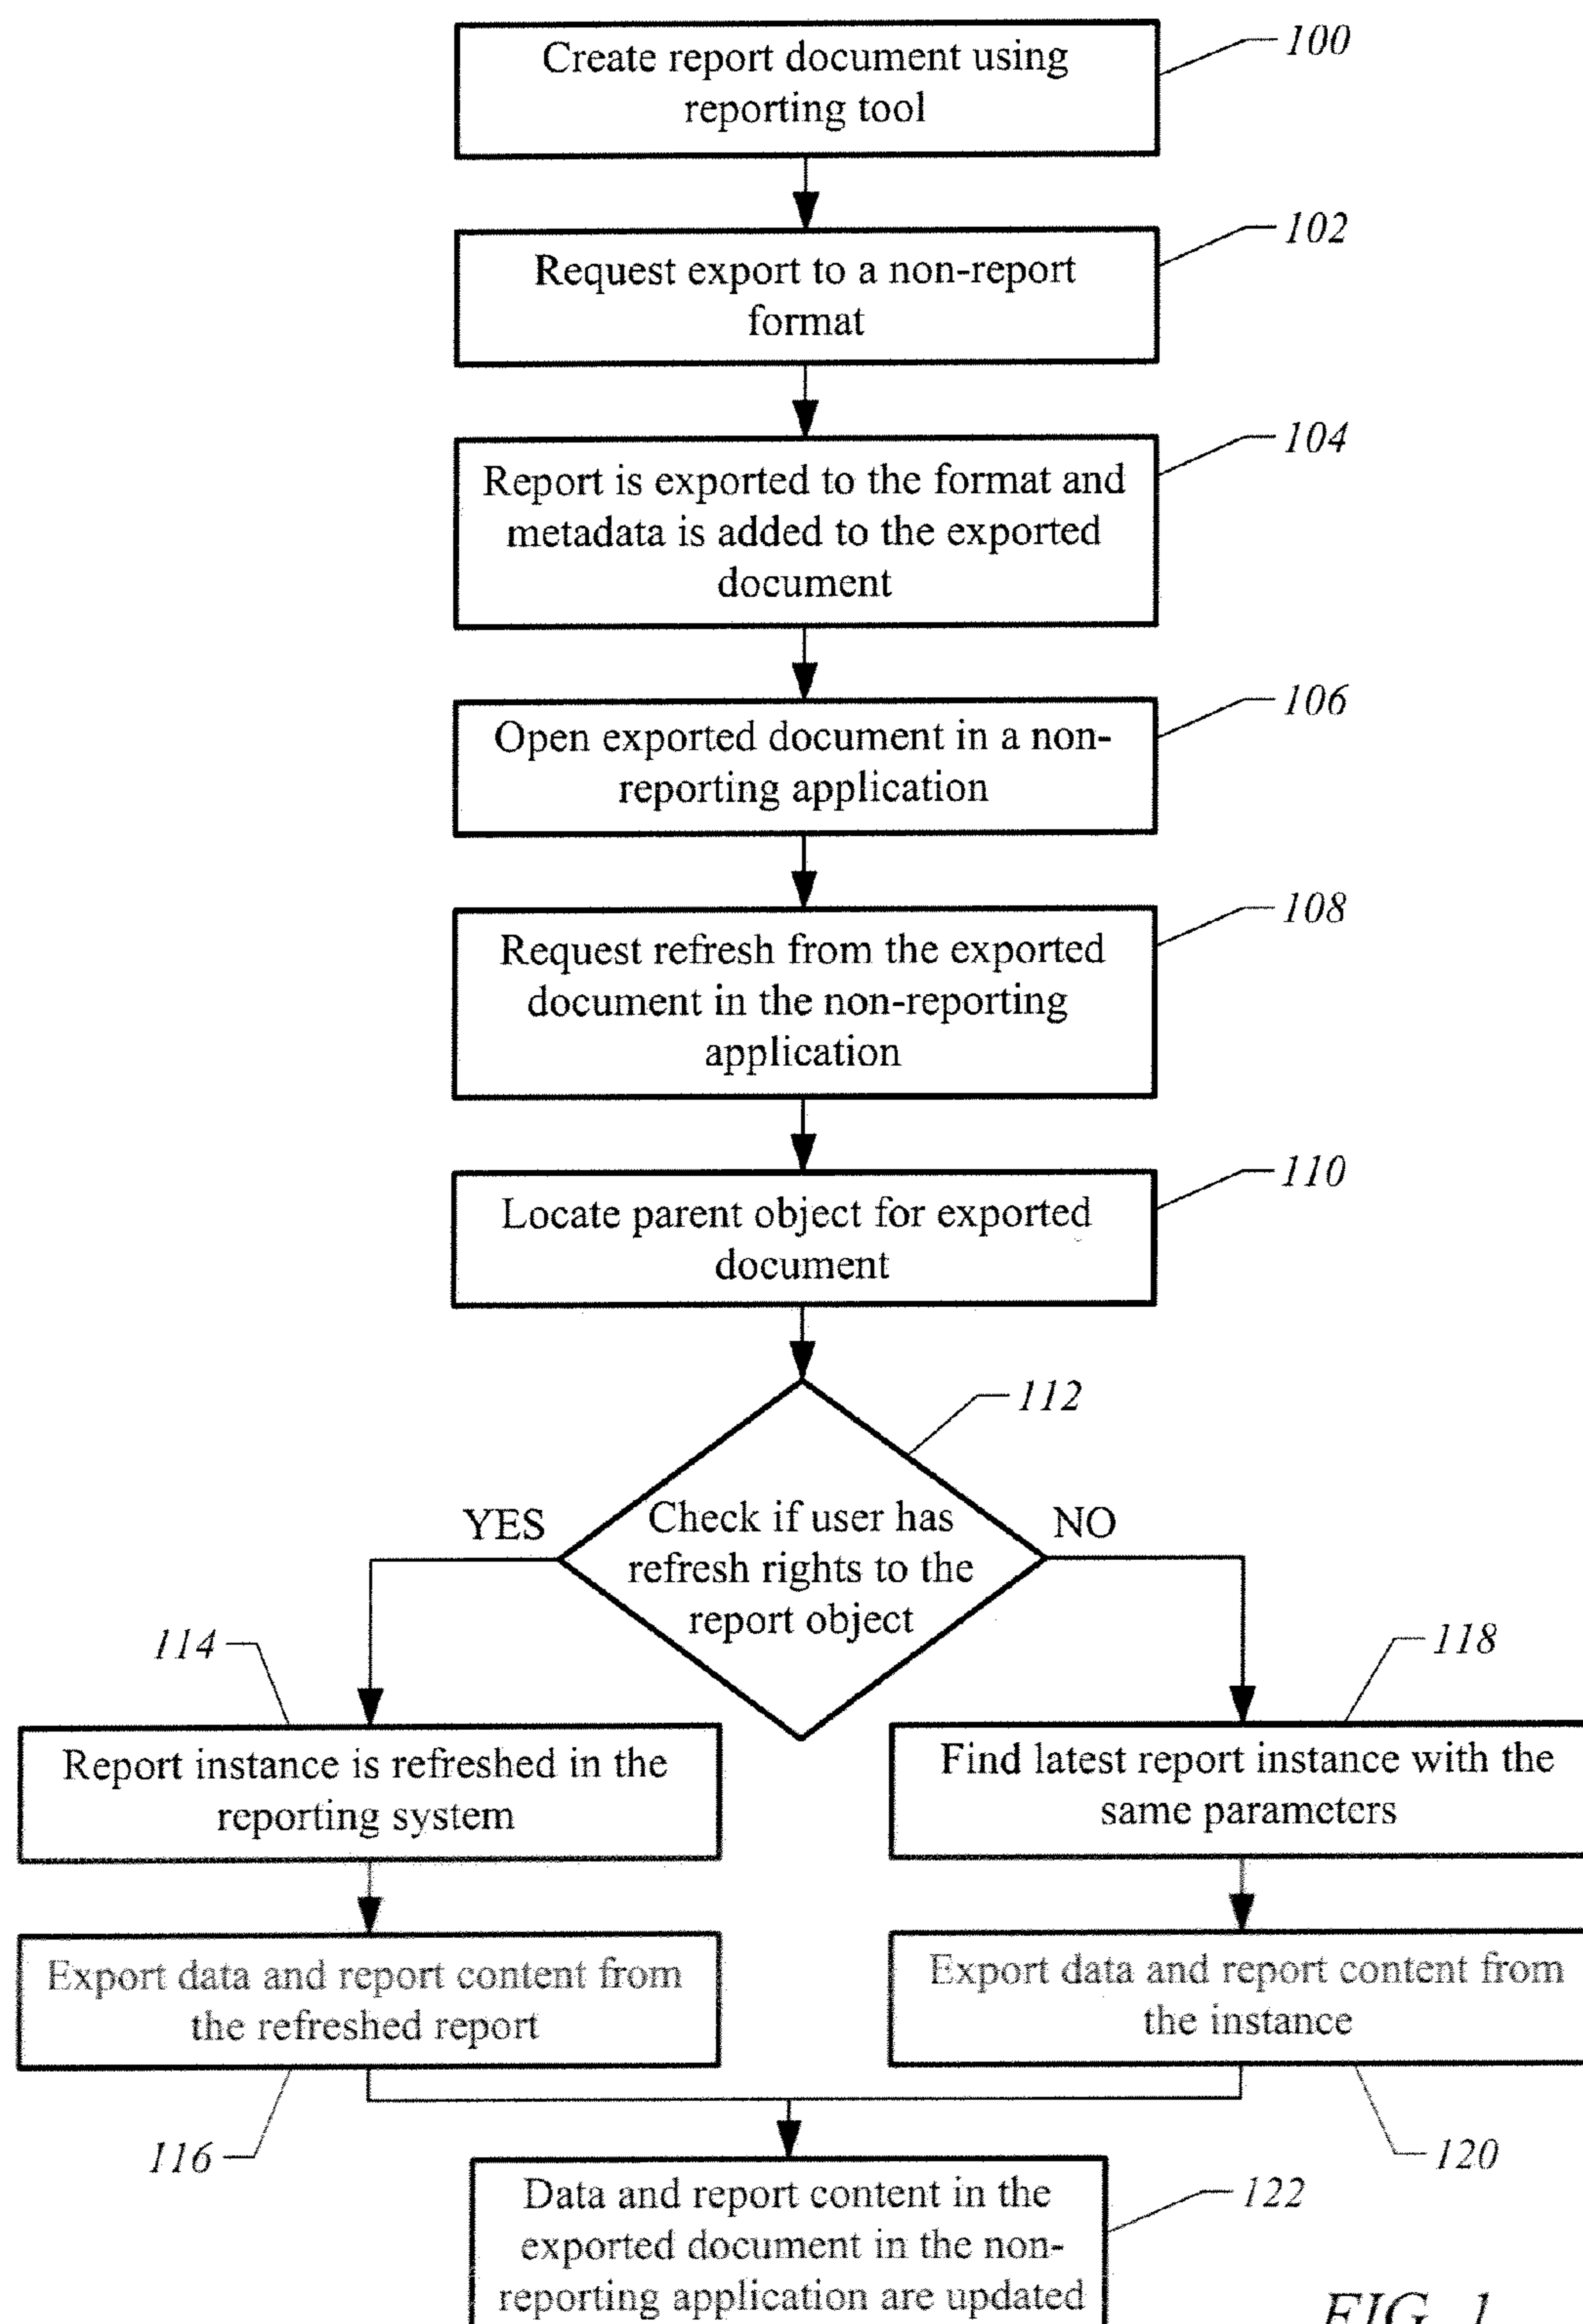 Create report document using
reporting tool
100
Request export to a non-report
format
102
Report is exported to the format and
metadata is added to the exported
document
104
Open exported document in a non-
reporting application
106
Request refresh from the exported
document in the non-reporting
application
108
Locate parent object for exported
document
110
112
YES
Check if user has
refresh rights to the
report object
NO
114
Report instance is refreshed in the
reporting system
118
Find latest report instance with the
same parameters
Export data and report content from
the refreshed report
116
Export data and report content from
the instance
120
Data and report content in the
exported document in the non-
reporting application are updated
122
FIG. 1